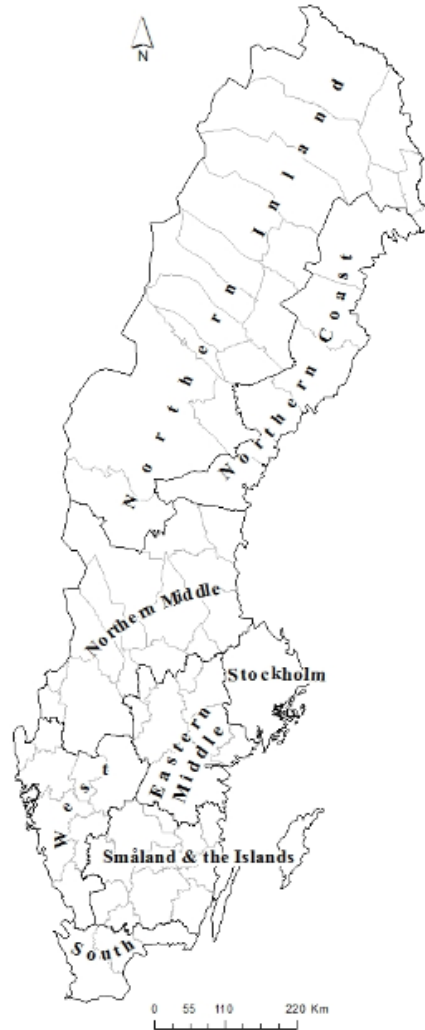 N
Northern Inland
Northern Coast
Northern Middle
Stockholm
Eastern
Middle
West
Småland & the Islands
South
0 55 110 220 Km